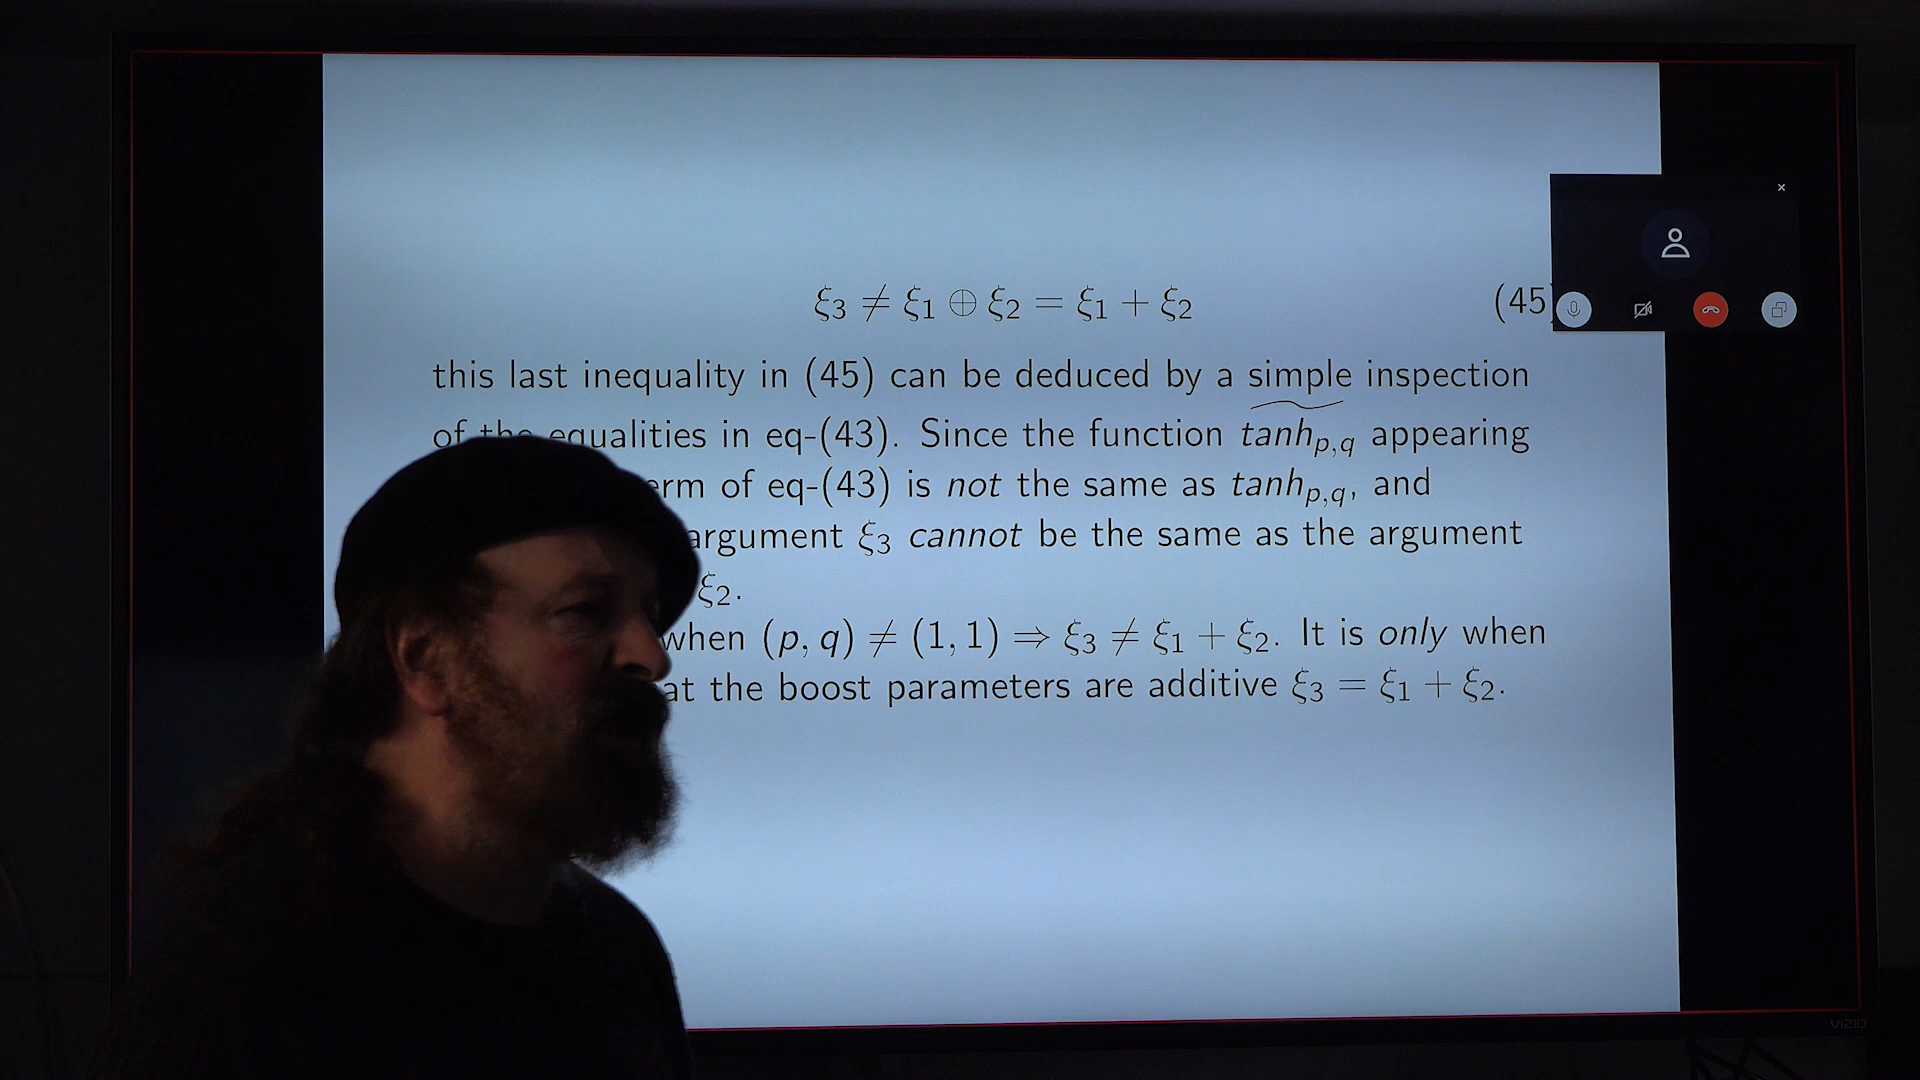 ξ₃ ≠ ξ₁ ⊕ ξ₂ = ξ₁ + ξ₂ (45
this last inequality in (45) can be deduced by a simple inspection
of the equalities in eq-(43). Since the function tanh_{p,q} appearing
of eq-(43) is not the same as tanh_{p,q}, and
argument ξ₃ cannot be the same as the argument
ξ₂.
when (p, q) ≠ (1, 1) ⇒ ξ₃ ≠ ξ₁ + ξ₂. It is only when
the boost parameters are additive ξ₃ = ξ₁ + ξ₂.
VIZIO